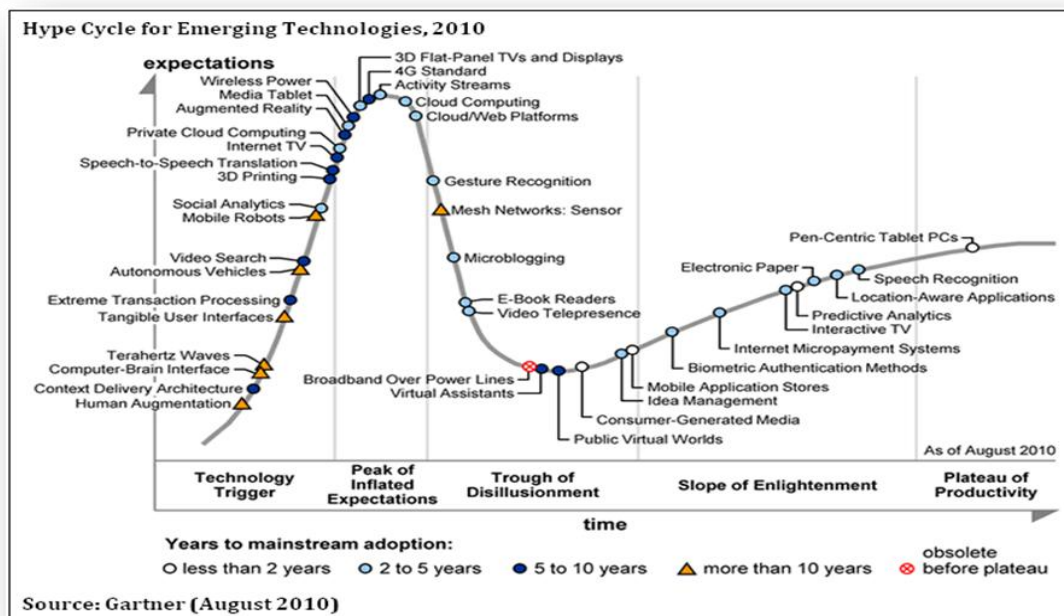 Hype Cycle for Emerging Technologies, 2010
expectations
3D Flat-Panel TVs and Displays
4G Standard
Activity Streams
Wireless Power
Media Tablet
Augmented Reality
Cloud Computing
Cloud/Web Platforms
Private Cloud Computing
Internet TV
Speech-to-Speech Translation
3D Printing
Gesture Recognition
Social Analytics
Mobile Robots
Mesh Networks: Sensor
Video Search
Autonomous Vehicles
Microblogging
Extreme Transaction Processing
Tangible User Interfaces
E-Book Readers
Video Telepresence
Terahertz Waves
Computer-Brain Interface
Context Delivery Architecture
Human Augmentation
Broadband Over Power Lines
Virtual Assistants
Pen-Centric Tablet PCs
Electronic Paper
Speech Recognition
Location-Aware Applications
Predictive Analytics
Interactive TV
Internet Micropayment Systems
Biometric Authentication Methods
Mobile Application Stores
Idea Management
Consumer-Generated Media
Public Virtual Worlds
As of August 2010
Technology
Trigger
Peak of
Inflated
Expectations
Trough of
Disillusionment
Slope of Enlightenment
Plateau of
Productivity
time
Years to mainstream adoption:
less than 2 years
2 to 5 years
5 to 10 years
more than 10 years
obsolete
before plateau
Source: Gartner (August 2010)